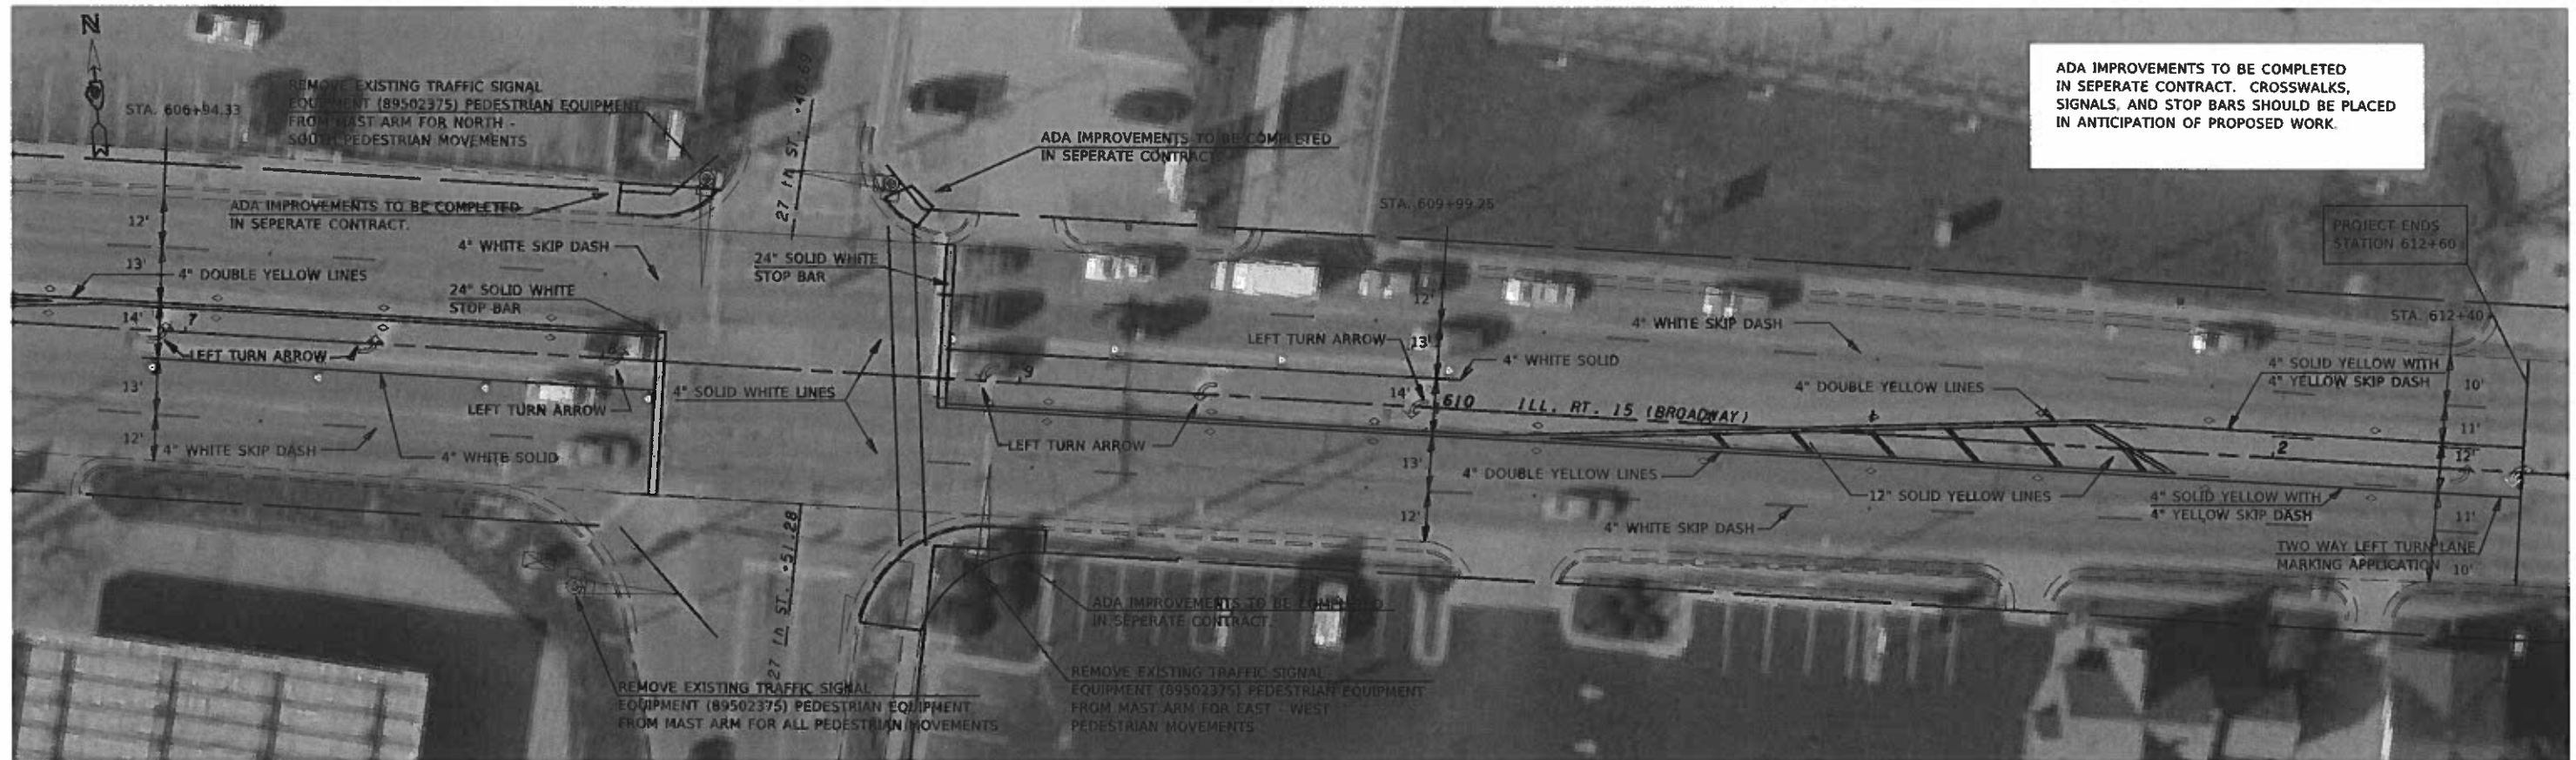 N
REMOVE EXISTING TRAFFIC SIGNAL
EQUIPMENT (89502375) PEDESTRIAN EQUIPMENT
FROM MAST ARM FOR NORTH -
SOUTH PEDESTRIAN MOVEMENTS
STA. 606+94.33
ADA IMPROVEMENTS TO BE COMPLETED
IN SEPERATE CONTRACT.
12'
13'
14'
13'
12'
4" WHITE SKIP DASH
4" DOUBLE YELLOW LINES
24" SOLID WHITE
STOP BAR
7
LEFT TURN ARROW
LEFT TURN ARROW
4" WHITE SKIP DASH
4" WHITE SOLID
27 th ST.
24" SOLID WHITE
STOP BAR
4" SOLID WHITE LINES
27 th ST. +51.28
REMOVE EXISTING TRAFFIC SIGNAL
EQUIPMENT (89502375) PEDESTRIAN EQUIPMENT
FROM MAST ARM FOR ALL PEDESTRIAN MOVEMENTS
ADA IMPROVEMENTS TO BE COMPLETED
IN SEPERATE CONTRACT.
9
LEFT TURN ARROW
ADA IMPROVEMENTS TO BE COMPLETED
IN SEPERATE CONTRACT.
REMOVE EXISTING TRAFFIC SIGNAL
EQUIPMENT (89502375) PEDESTRIAN EQUIPMENT
FROM MAST ARM FOR EAST - WEST
PEDESTRIAN MOVEMENTS
STA. 609+99.25
12'
13'
14'
13'
12'
LEFT TURN ARROW
4" WHITE SOLID
610 ILL. RT. 15 (BROADWAY)
4" WHITE SKIP DASH
4" DOUBLE YELLOW LINES
4" DOUBLE YELLOW LINES
12" SOLID YELLOW LINES
4" WHITE SKIP DASH
ADA IMPROVEMENTS TO BE COMPLETED
IN SEPERATE CONTRACT. CROSSWALKS,
SIGNALS, AND STOP BARS SHOULD BE PLACED
IN ANTICIPATION OF PROPOSED WORK.
PROJECT ENDS
STATION 612+60
STA. 612+40
4" SOLID YELLOW WITH
4" YELLOW SKIP DASH
10'
11'
12'
11'
10'
2
4" SOLID YELLOW WITH
4" YELLOW SKIP DASH
TWO WAY LEFT TURN LANE
MARKING APPLICATION